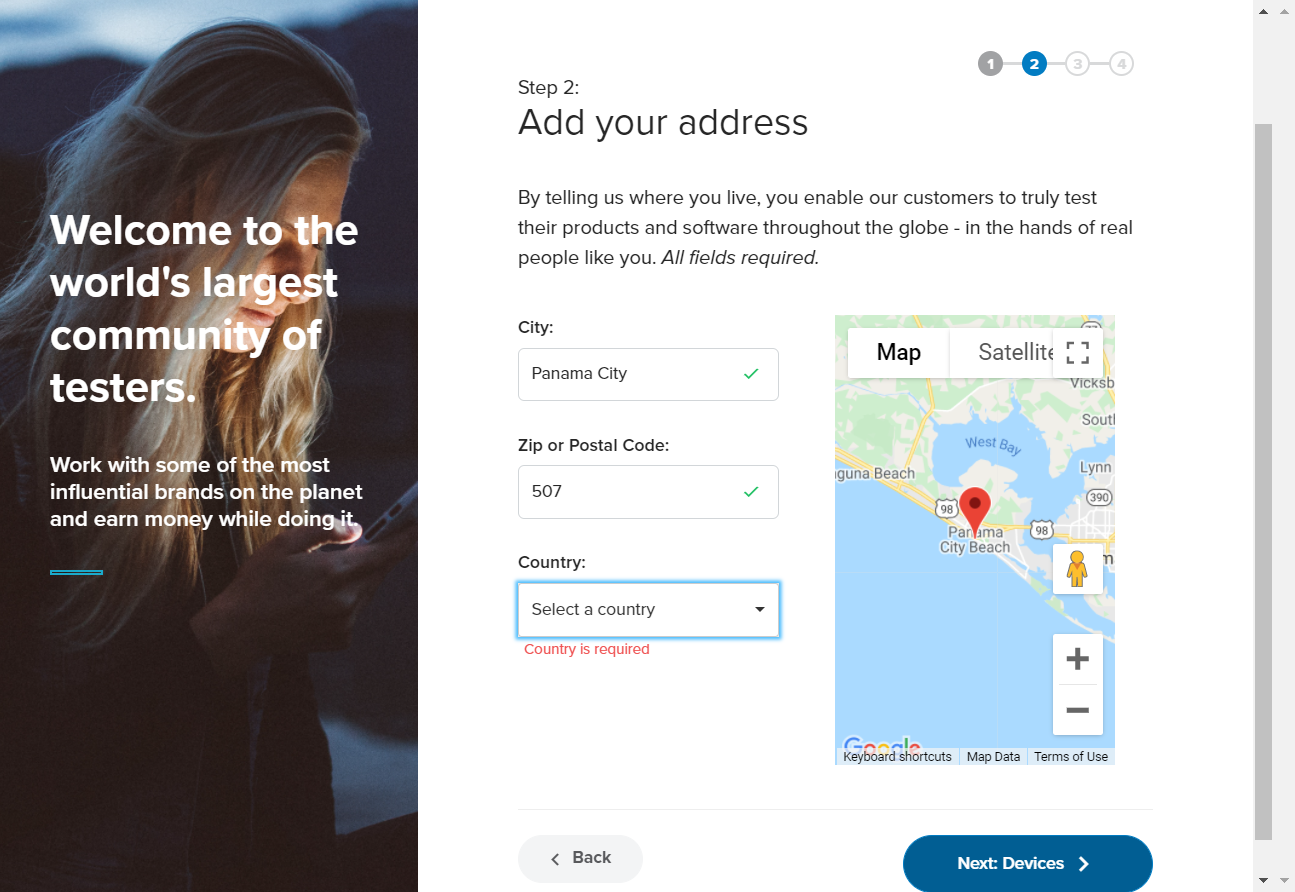 Welcome to the
world's largest
community of
testers.
Work with some of the most
influential brands on the planet
and earn money while doing it.
1 2 3 4
Step 2:
Add your address
By telling us where you live, you enable our customers to truly test
their products and software throughout the globe - in the hands of real
people like you. All fields required.
City:
Panama City
Zip or Postal Code:
507
Country:
Select a country
Country is required
Map
Satellite
Vicksb
Sout
West Bay
Lynn
guna Beach
390
98
98
Panama
City Beach
Google
Keyboard shortcuts
Map Data
Terms of Use
Back
Next: Devices